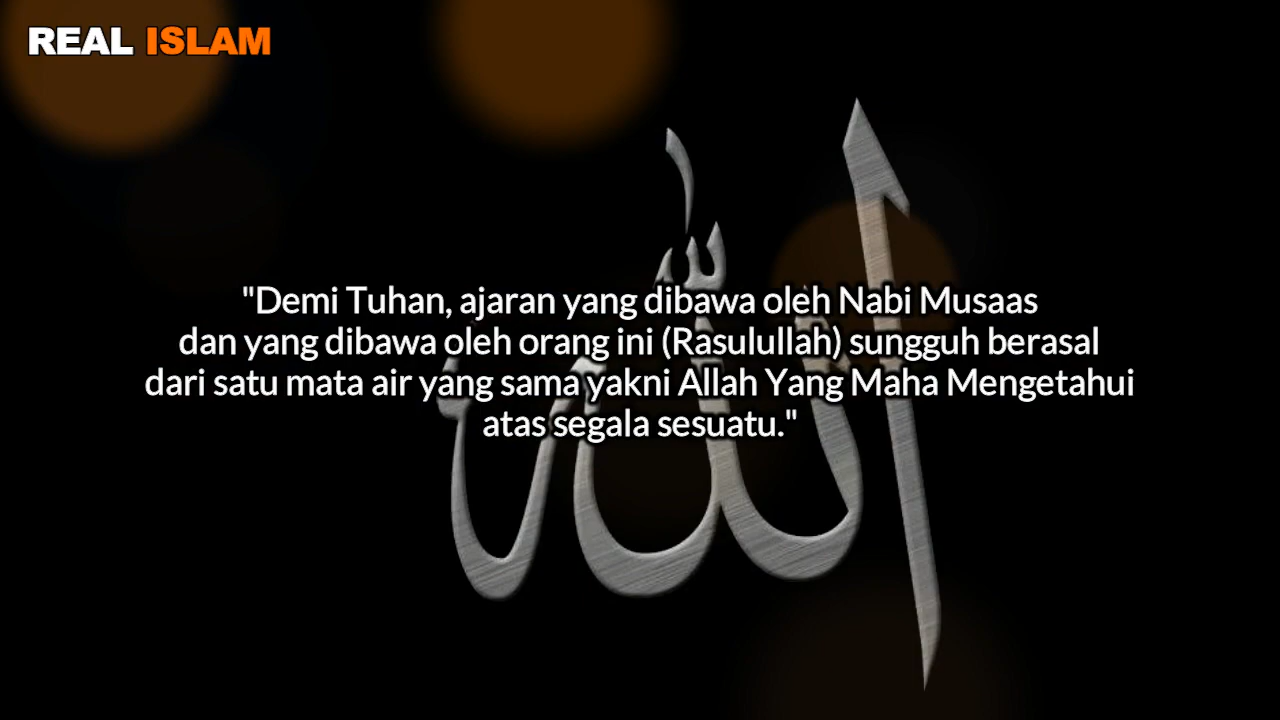 REAL ISLAM
"Demi Tuhan, ajaran yang dibawa oleh Nabi Musaas
dan yang dibawa oleh orang ini (Rasulullah) sungguh berasal
dari satu mata air yang sama yakni Allah Yang Maha Mengetahui
atas segala sesuatu."
الله